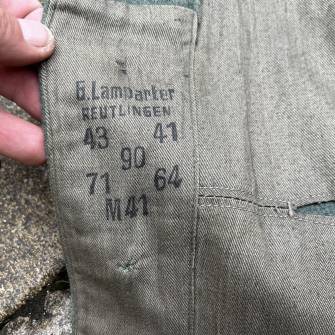 G. Lamparter
REUTLINGEN
43 41
90
71 64
M41